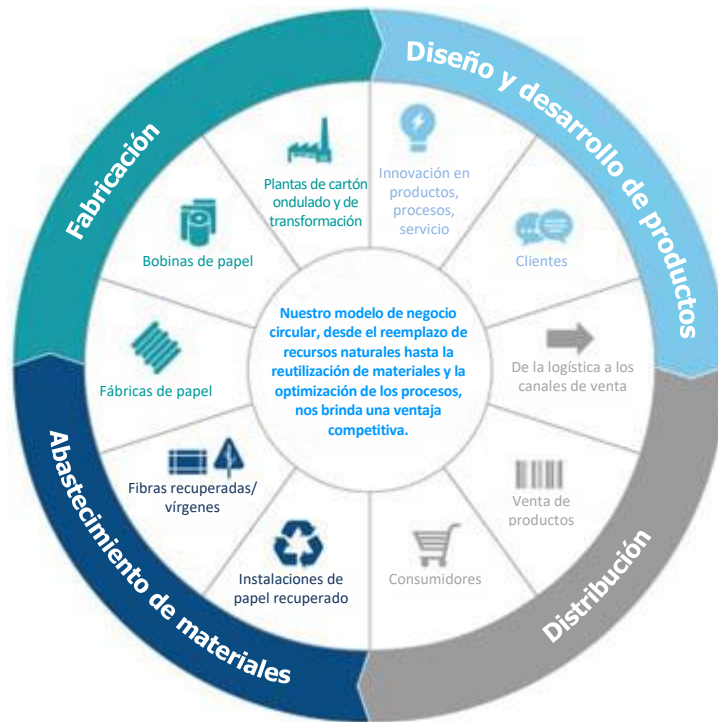 Diseño y desarrollo de productos
Innovación en
productos,
procesos,
servicio
Clientes
De la logística a los
canales de venta
Venta de
productos
Consumidores
Distribución
Instalaciones de
papel recuperado
Fibras recuperadas/
vírgenes
Abastecimiento de materiales
Fábricas de papel
Bobinas de papel
Plantas de cartón
ondulado y de
transformación
Fabricación
Nuestro modelo de negocio
circular, desde el reemplazo de
recursos naturales hasta la
reutilización de materiales y la
optimización de los procesos,
nos brinda una ventaja
competitiva.